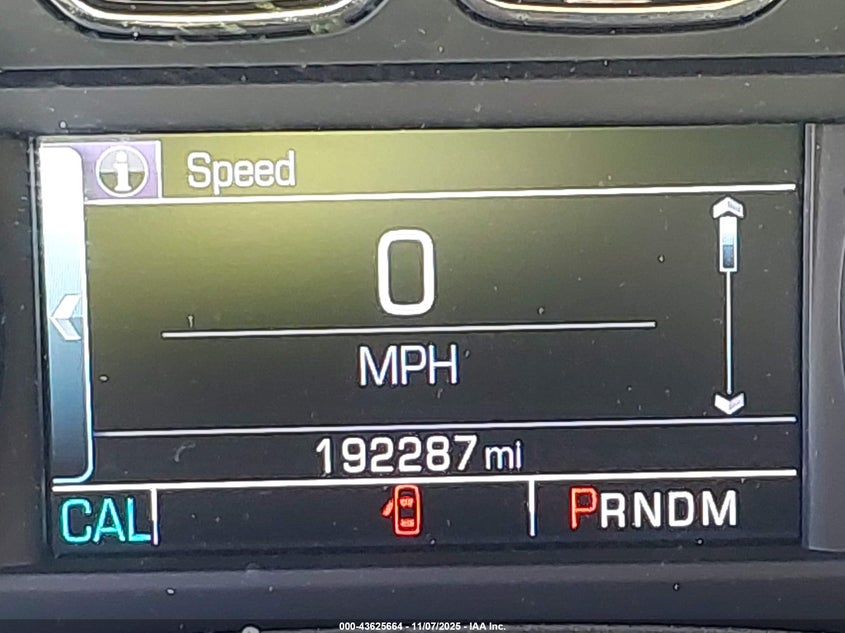 Speed
0
MPH
192287 mi
CAL
PRNDM
000-43625664 - 11/07/2025 - IAA Inc.